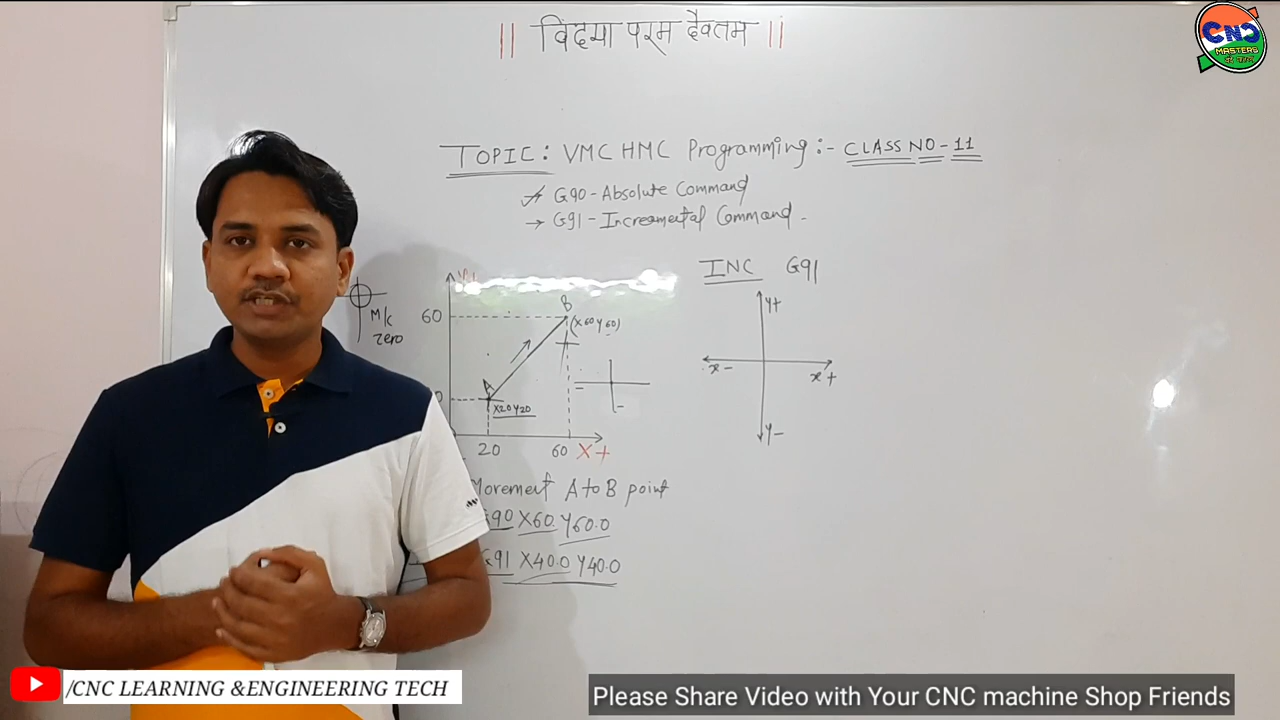 || विद्या परम दैवतम ||
CNC
MASTERS
TOPIC: VMC HMC Programming :- CLASS NO - 11
→ G90 - Absolute Command
→ G91 - Incremental Command.
INC G91
Y+
B
M/C
Zero
60
(X60 Y60)
Y+
X-
X+
Y-
A
X20 Y20
20
60
X+
Movement A to B point
G90 X60. Y60.0
G91 X40.0 Y40.0
/CNC LEARNING &ENGINEERING TECH
Please Share Video with Your CNC machine Shop Friends